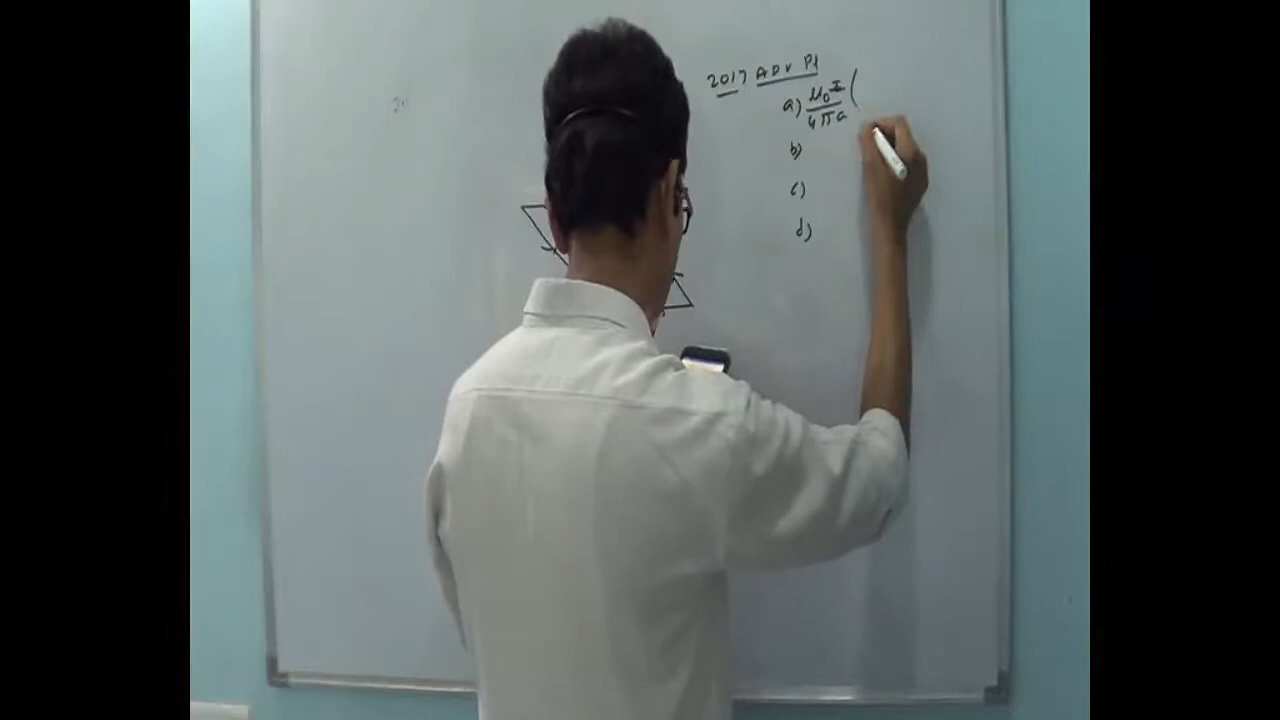 2017 ADV P1
a) μ₀I/4πa (
b)
c)
d)